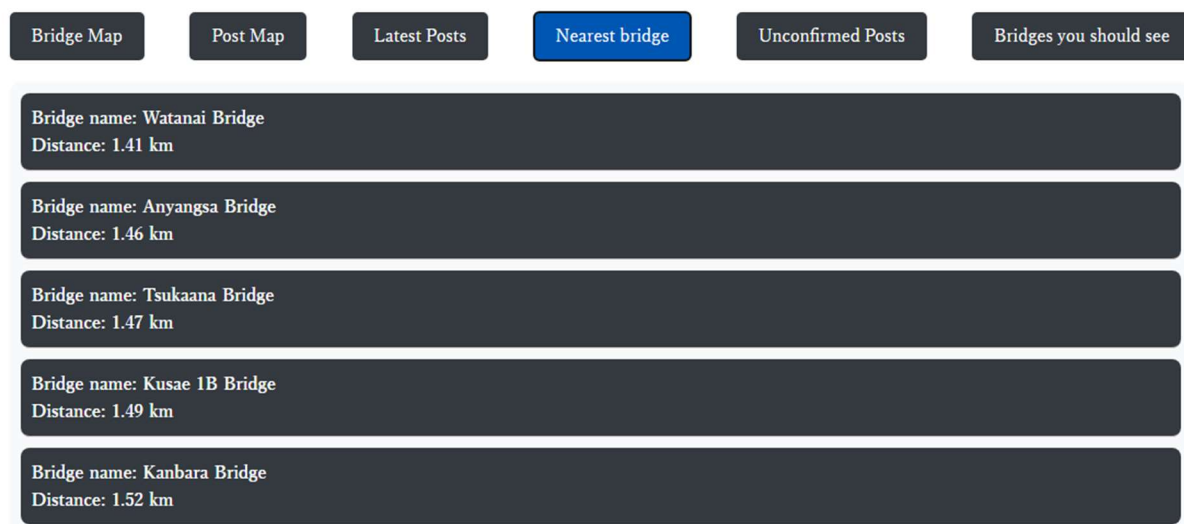 Bridge Map
Post Map
Latest Posts
Nearest bridge
Unconfirmed Posts
Bridges you should see
Bridge name: Watanai Bridge
Distance: 1.41 km
Bridge name: Anyangsa Bridge
Distance: 1.46 km
Bridge name: Tsukaana Bridge
Distance: 1.47 km
Bridge name: Kusae 1B Bridge
Distance: 1.49 km
Bridge name: Kanbara Bridge
Distance: 1.52 km